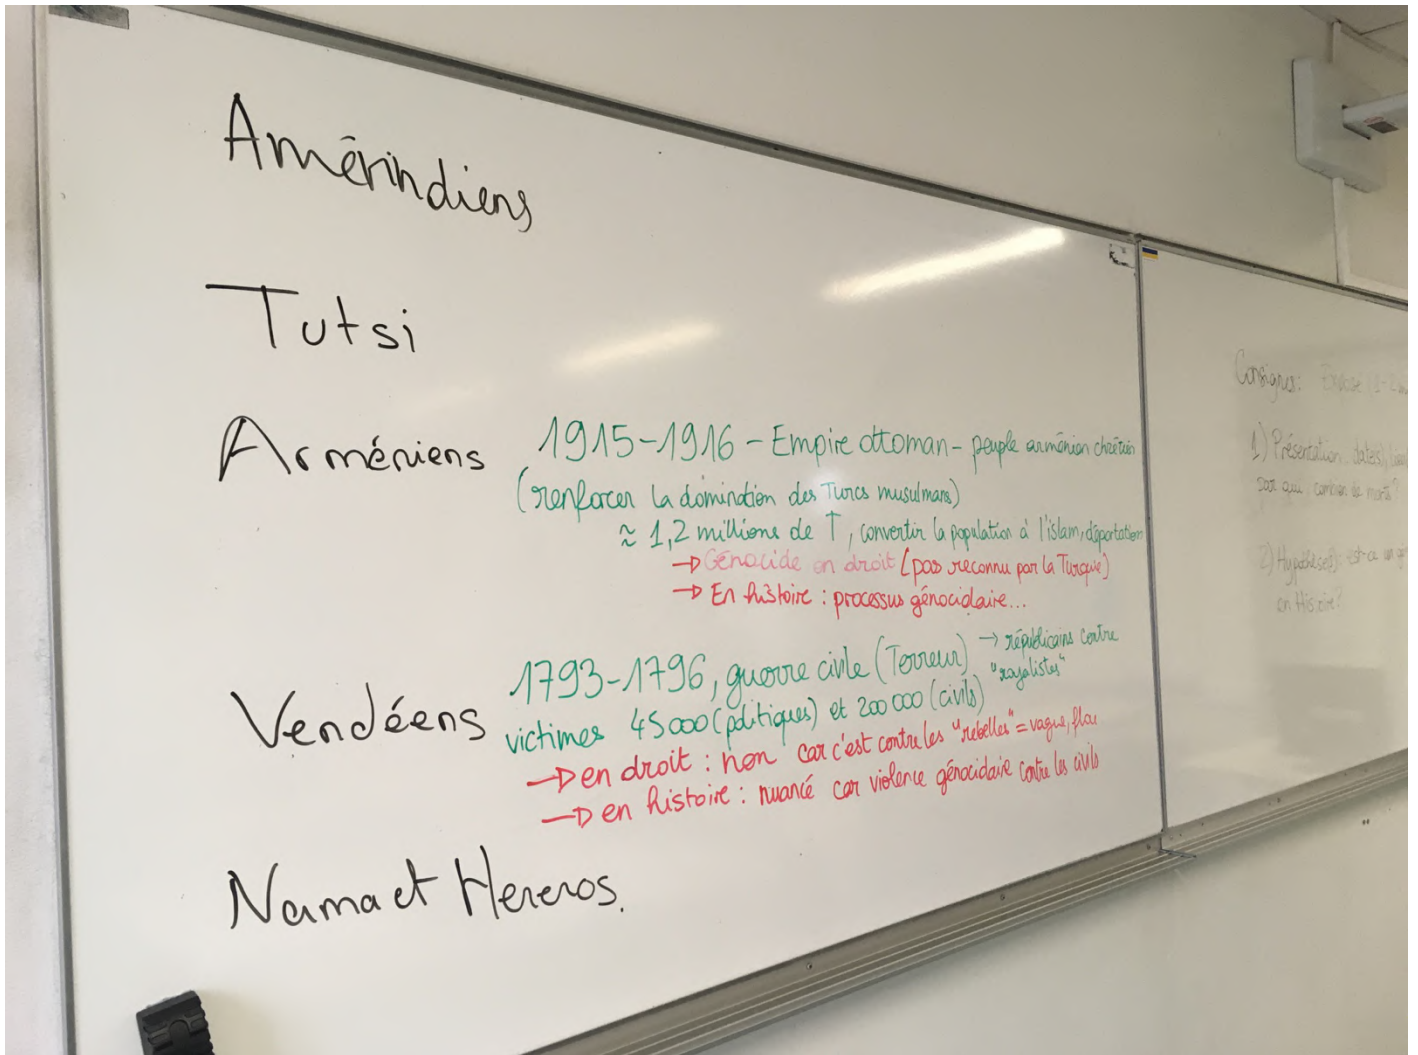 Amérindiens
Tutsi
Arméniens
1915-1916 - Empire ottoman - peuple arménien chrétien
(renforcer la domination des Turcs musulmans)
≈ 1,2 millions de †, convertir la population à l'islam, déportation
→ Génocide en droit (pas reconnu par la Turquie)
→ En histoire : processus génocidaire...
Vendéens
1793-1796, guerre civile (Terreur) → républicains contre
"royalistes"
victimes 45000 (politiques) et 200 000 (civils)
→ en droit : non car c'est contre les "rebelles" = vague, flou
→ en histoire : nuancé car violence génocidaire contre les civils
Nama et Hereros.
Consignes: Exposé
1) Présentation date(s),
par qui, combien de morts?
2) Hypothèse(s): est-ce un
en Histoire?